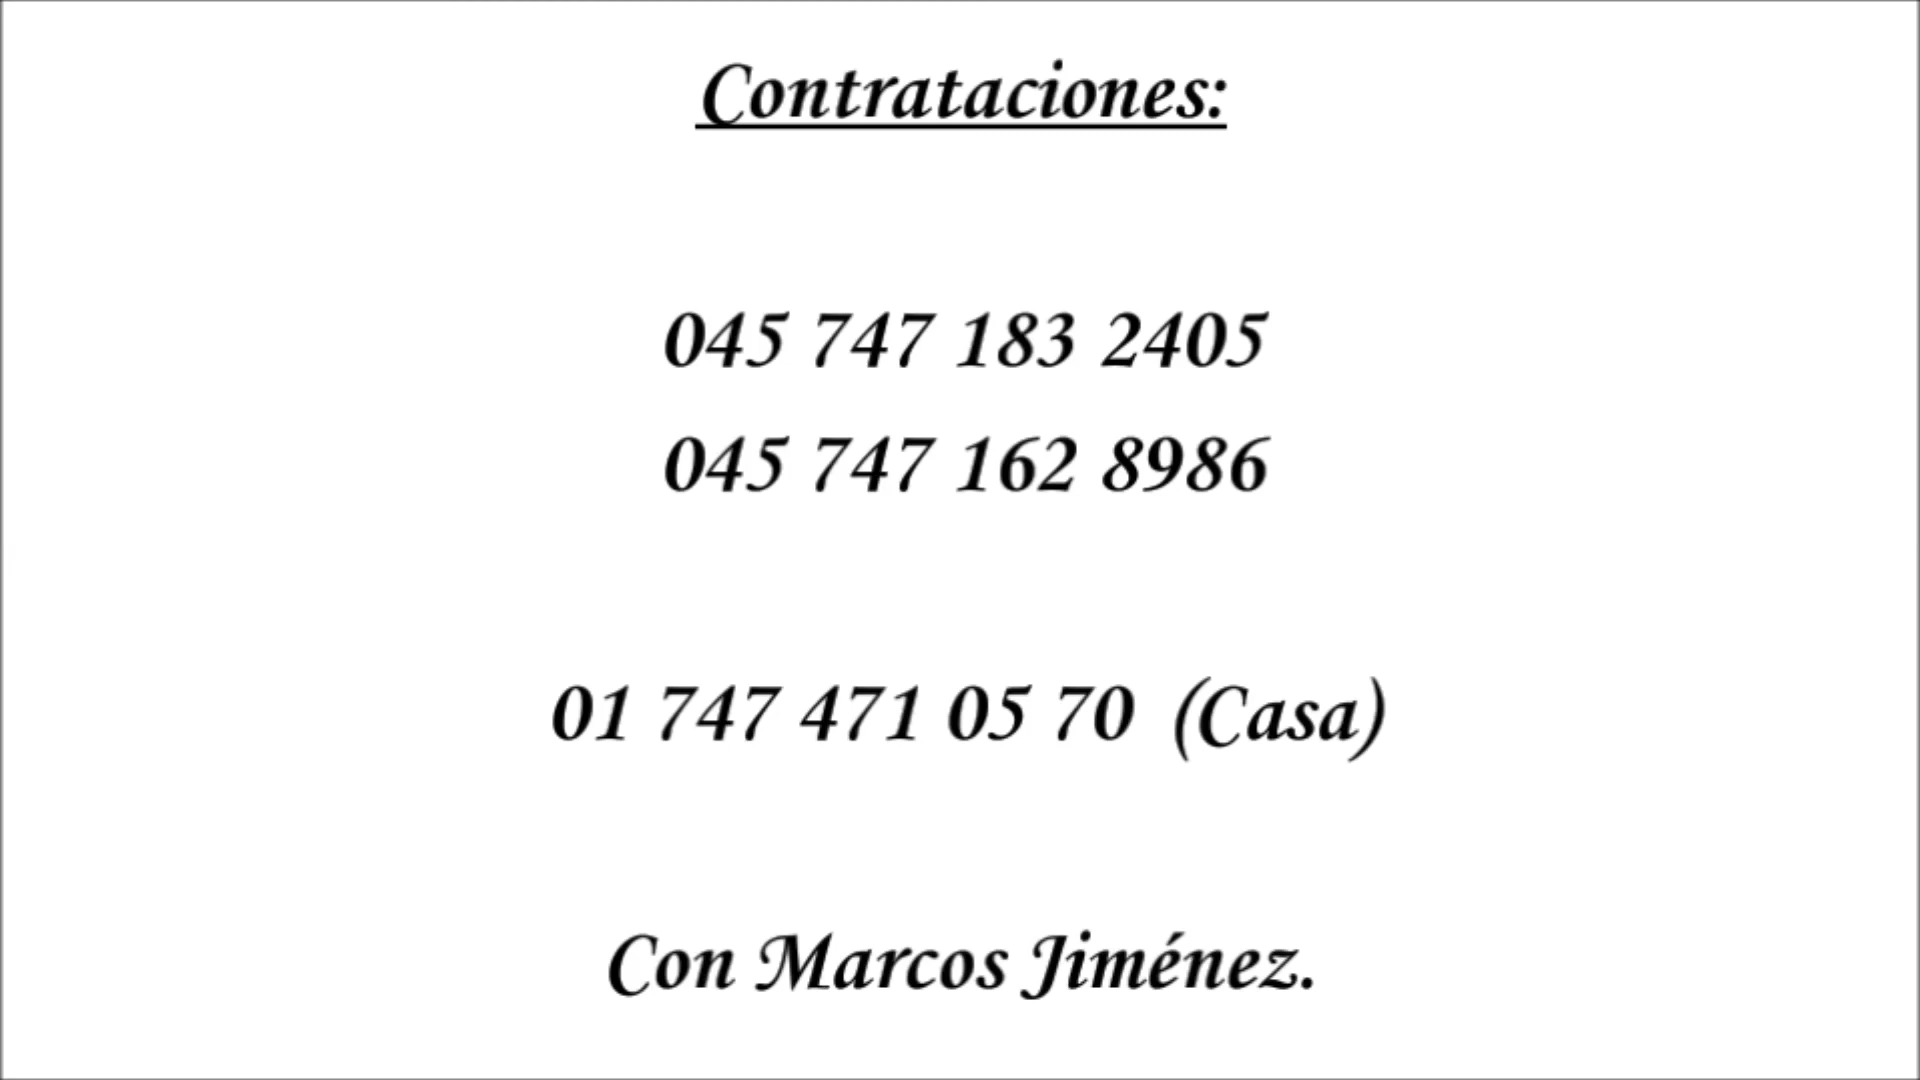 Contrataciones:
045 747 183 2405
045 747 162 8986
01 747 471 05 70 (Casa)
Con Marcos Jiménez.